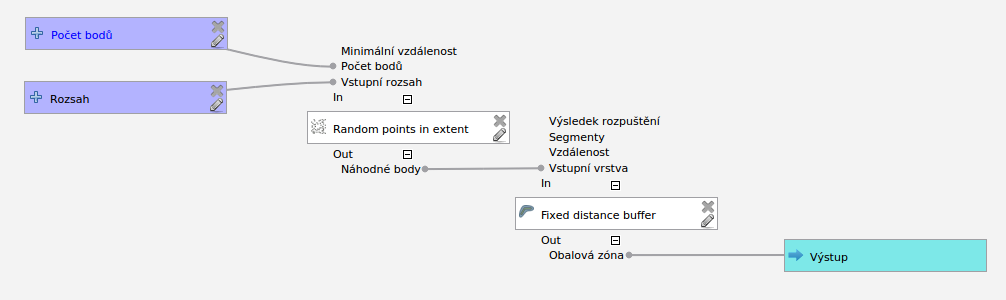 Počet bodů
Rozsah
Minimální vzdálenost
Počet bodů
Vstupní rozsah
In
Random points in extent
Out
Náhodné body
Výsledek rozpuštění
Segmenty
Vzdálenost
Vstupní vrstva
In
Fixed distance buffer
Out
Obalová zóna
Výstup